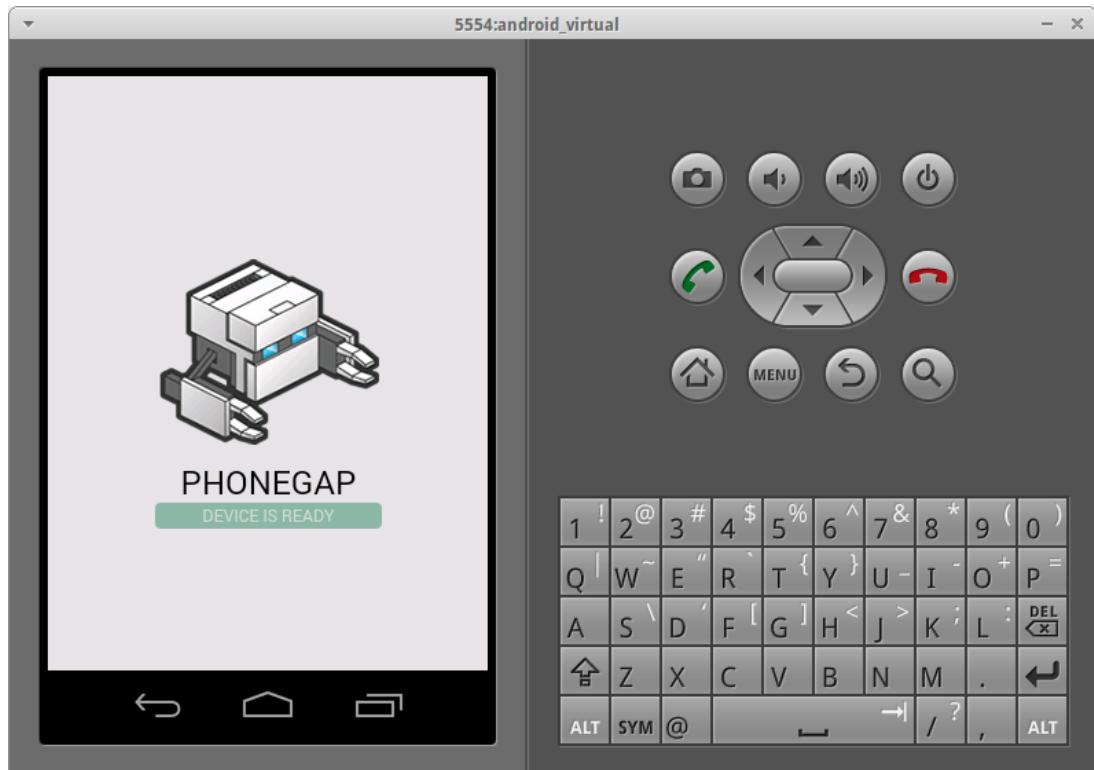 5554:android_virtual
PHONEGAP
DEVICE IS READY
MENU
1 ! 2 @ 3 # 4 $ 5 % 6 ^ 7 & 8 * 9 ( 0 )
Q | W ~ E “ R ` T { Y } U _ I - O + P =
A S \ D ‘ F [ G ] H < J > K ; L : DEL
Z X C V B N M .
ALT SYM @ / ? , ALT